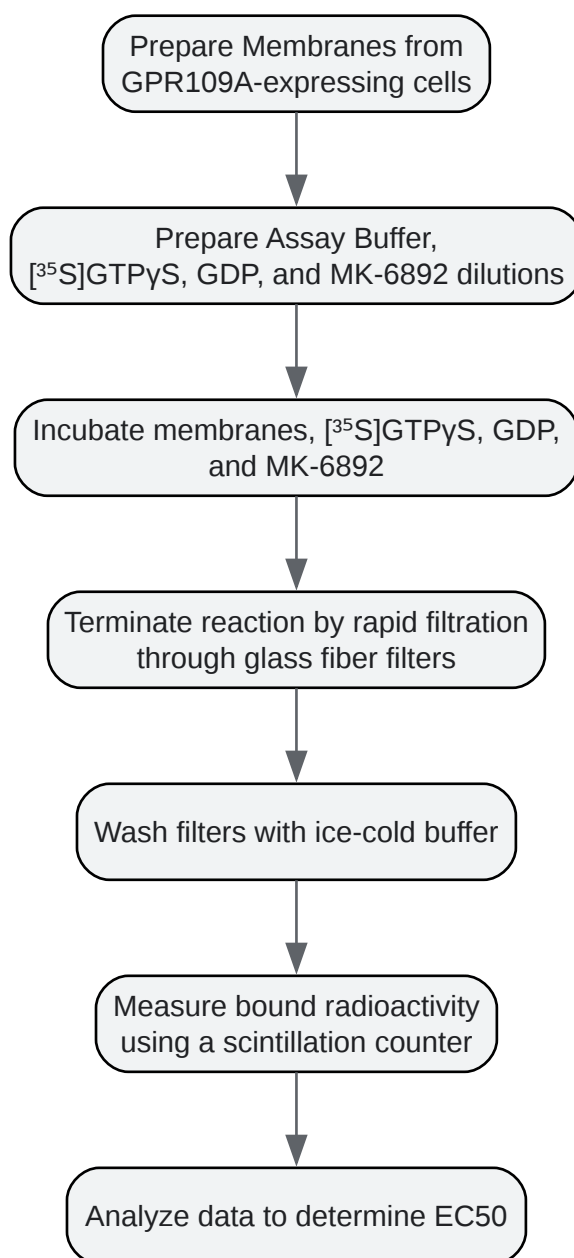 Prepare Membranes from
GPR109A-expressing cells
Prepare Assay Buffer,
[³⁵S]GTPγS, GDP, and MK-6892 dilutions
Incubate membranes, [³⁵S]GTPγS, GDP,
and MK-6892
Terminate reaction by rapid filtration
through glass fiber filters
Wash filters with ice-cold buffer
Measure bound radioactivity
using a scintillation counter
Analyze data to determine EC50